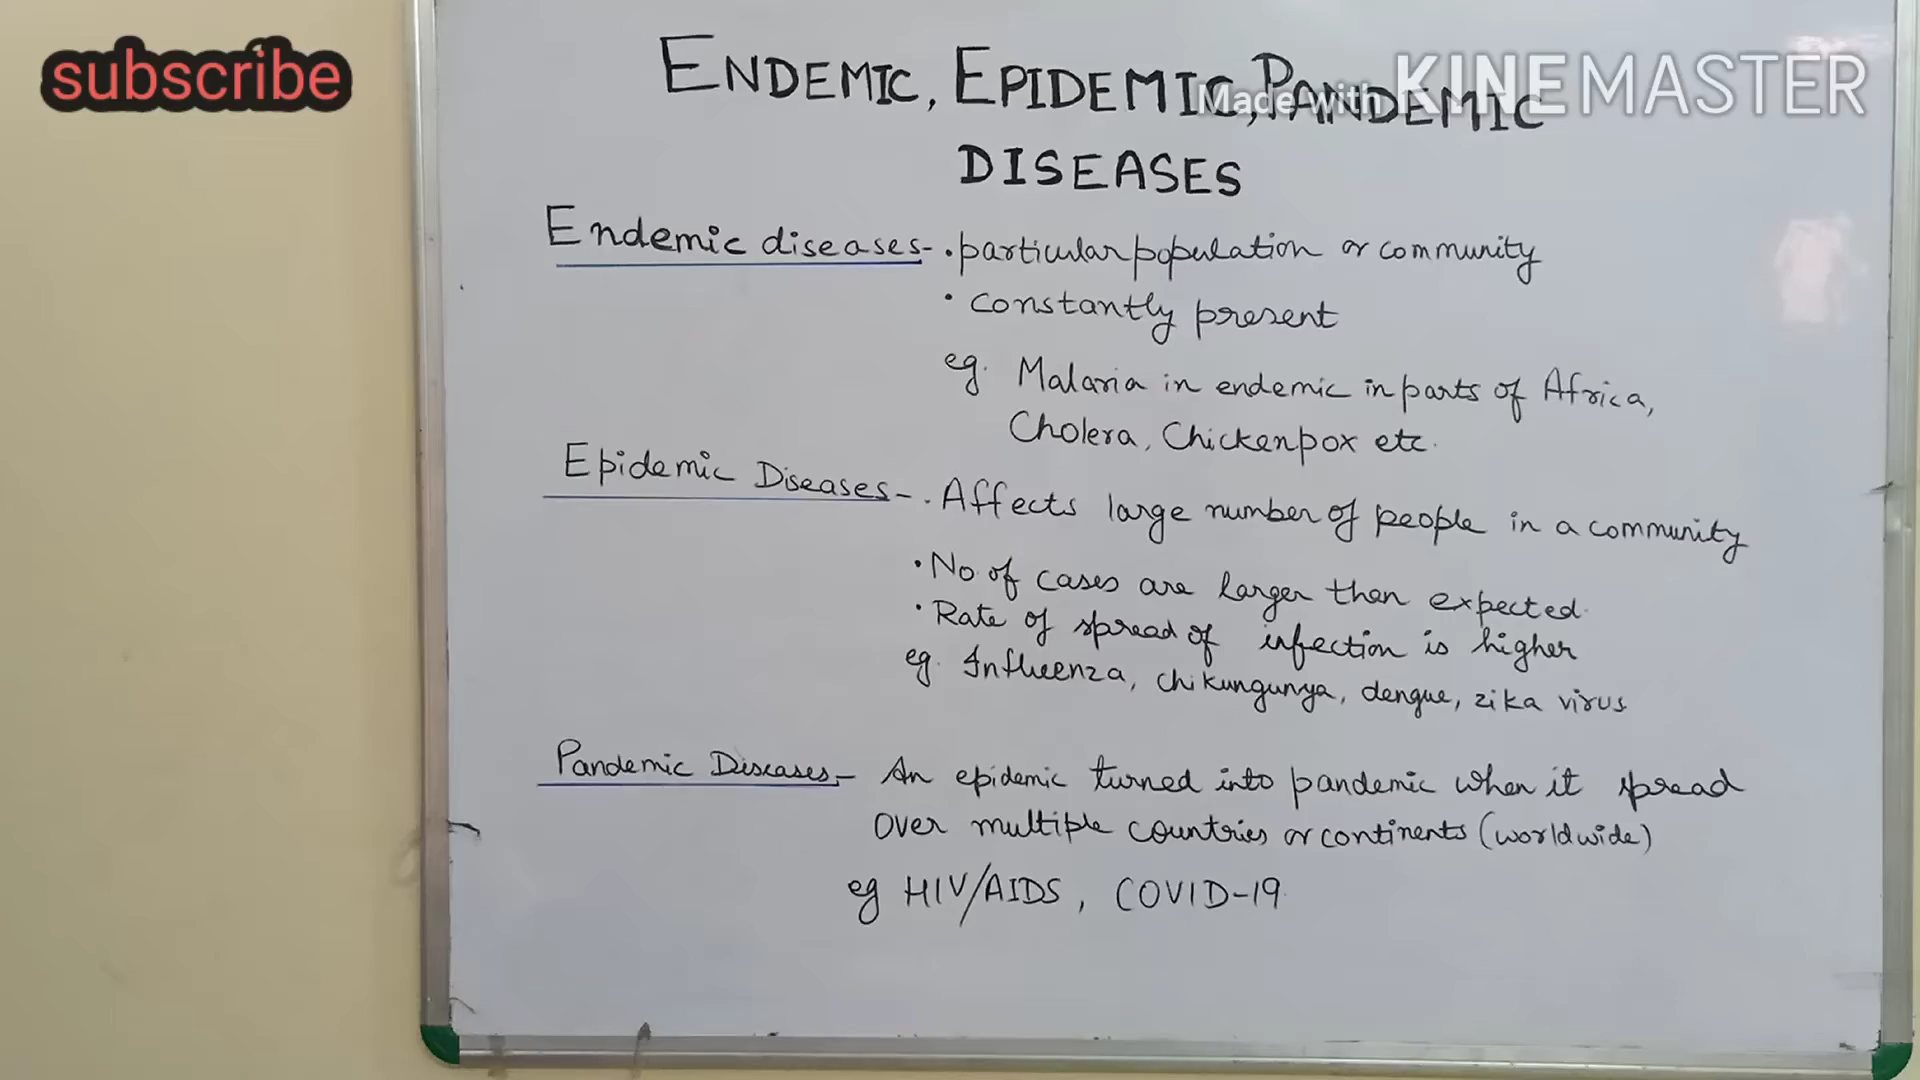 subscribe
Made with KINEMASTER
ENDEMIC, EPIDEMIC, PANDEMIC
DISEASES
Endemic diseases- • particular population or community
• constantly present
eg. Malaria in endemic in parts of Africa,
Cholera, Chickenpox etc.
Epidemic Diseases- • Affects large number of people in a community
• No. of cases are larger than expected.
• Rate of spread of infection is higher
eg. Influenza, chikungunya, dengue, zika virus
Pandemic Diseases- An epidemic turned into pandemic when it spread
over multiple countries or continents (worldwide)
eg HIV/AIDS, COVID-19.